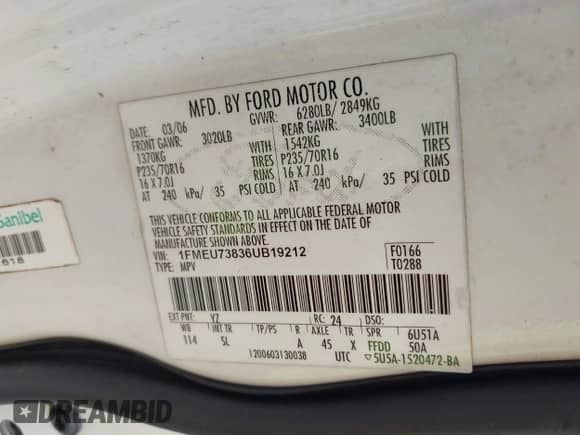 MFD. BY FORD MOTOR CO.
03/06 GVWR: 6280LB/ 2849KG
FRONT GAWR: 3020LB REAR GAWR: 3400LB
1370KG WITH 1542KG WITH
P235/70R16 TIRES P235/70R16 TIRES
16 X 7.0J RIMS 16 X 7.0J RIMS
AT 240 kPa/ 35 PSI COLD AT 240 kPa/ 35 PSI COLD
THIS VEHICLE CONFORMS TO ALL APPLICABLE FEDERAL MOTOR
VEHICLE SAFETY AND THEFT PREVENTION STANDARDS IN EFFECT ON THE DATE OF
MANUFACTURE SHOWN ABOVE.
VIN: 1FMEU73836UB19212 F0166
TYPE: MPV T0288
EXT PNT: YZ RC: 24 DSO:
WB INT TR TP/PS R AXLE TR SPR 6U51A
114 SL A 45 X FFDD 50A
1200603130038 UTC ▽5U5A-1520472-BA
Sanibel
618
DREAMBID